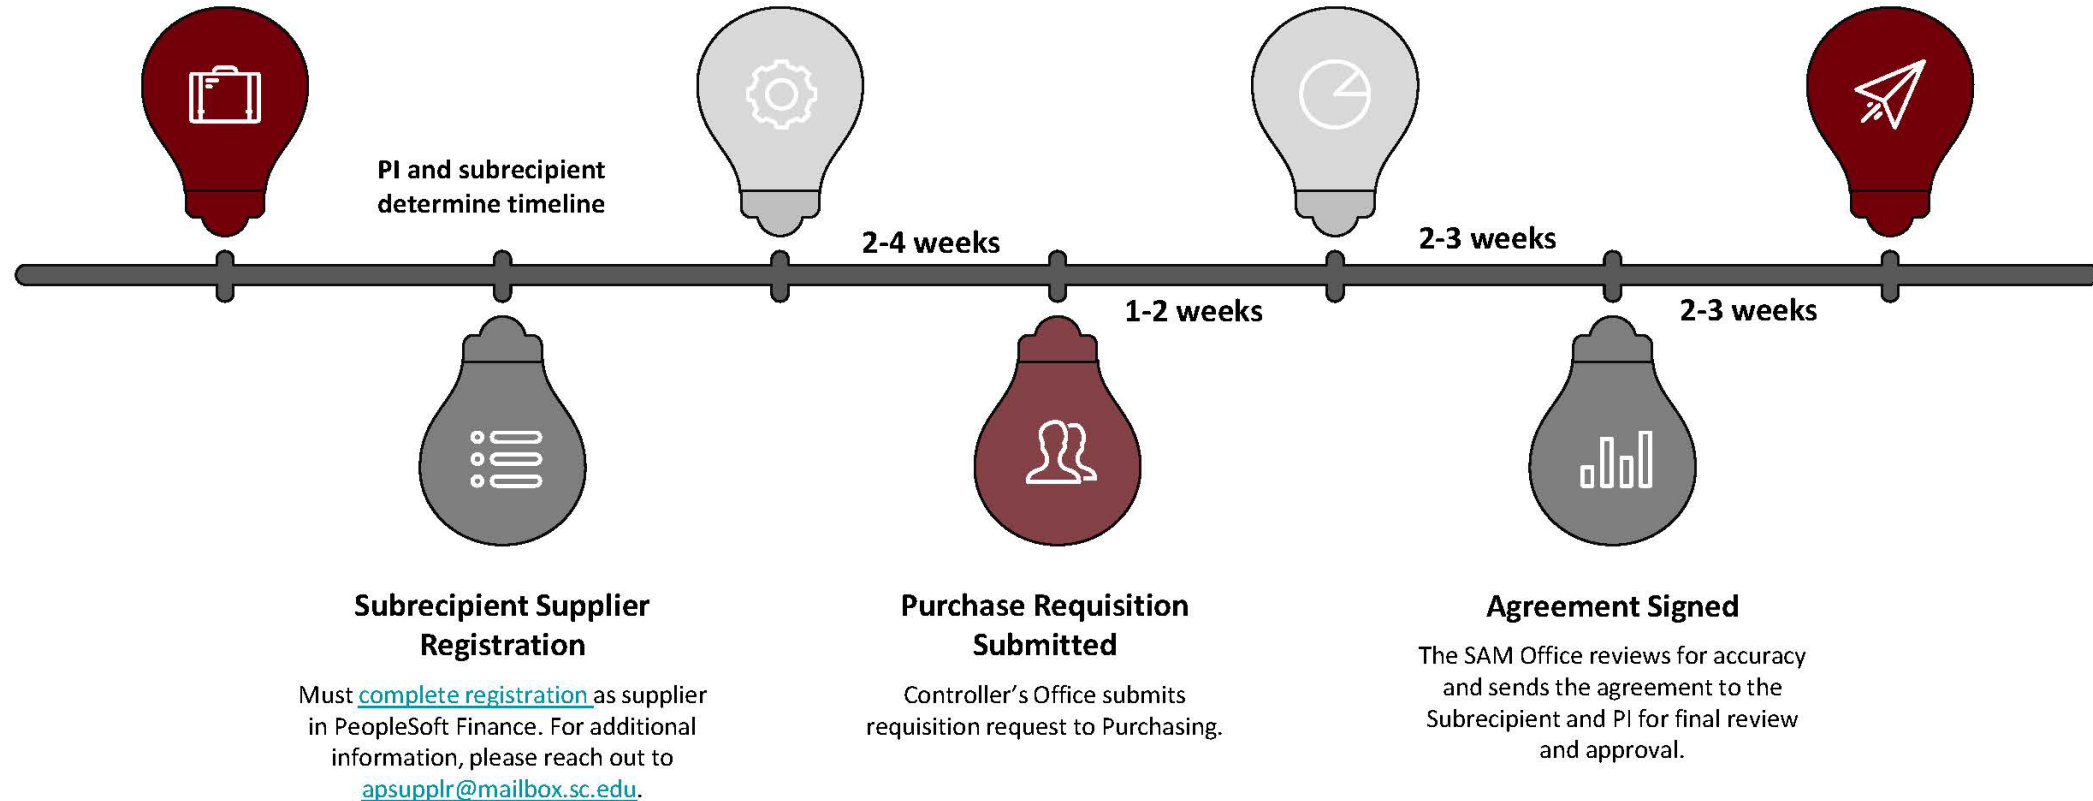 PI and subrecipient
determine timeline
2-4 weeks
1-2 weeks
2-3 weeks
2-3 weeks
Subrecipient Supplier
Registration
Must complete registration as supplier
in PeopleSoft Finance. For additional
information, please reach out to
apsupplr@mailbox.sc.edu.
Purchase Requisition
Submitted
Controller’s Office submits
requisition request to Purchasing.
Agreement Signed
The SAM Office reviews for accuracy
and sends the agreement to the
Subrecipient and PI for final review
and approval.